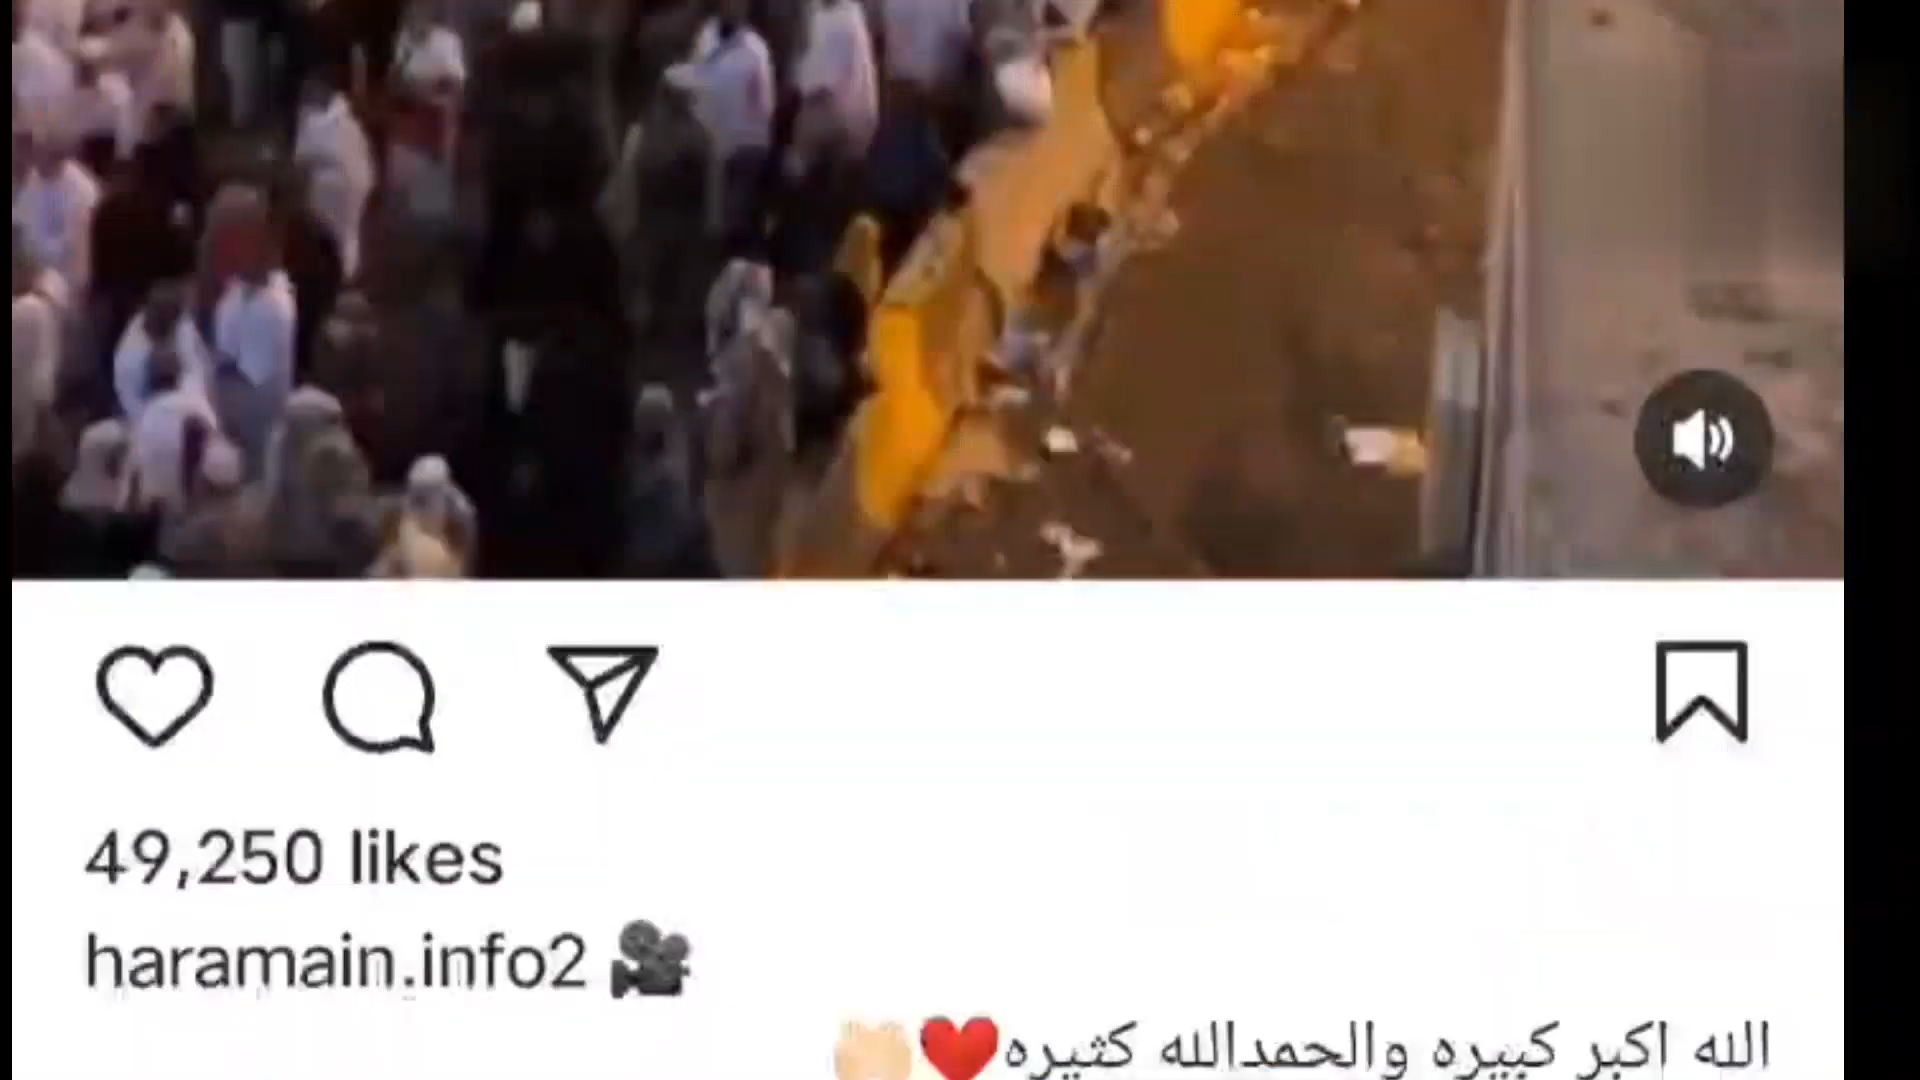 49,250 likes
haramain.info2 🎥
الله اكبر كبيره والحمدالله كثيره❤️🤲🏻